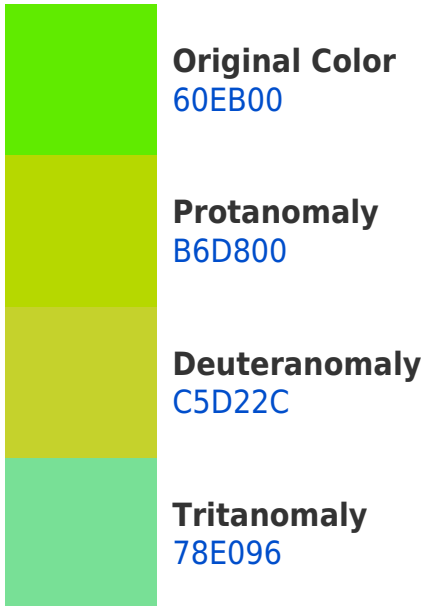 Original Color
60EB00
Protanomaly
B6D800
Deuteranomaly
C5D22C
Tritanomaly
78E096